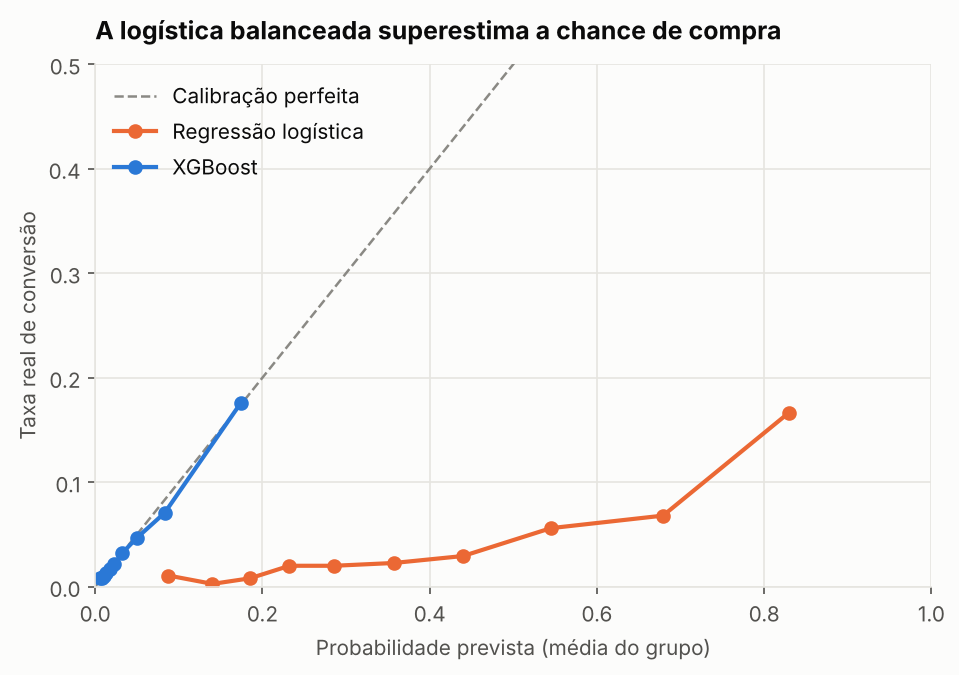 A logística balanceada superestima a chance de compra
0.5
0.4
0.3
0.2
0.1
0.0
Taxa real de conversão
Calibração perfeita
Regressão logística
XGBoost
0.0 0.2 0.4 0.6 0.8 1.0
Probabilidade prevista (média do grupo)